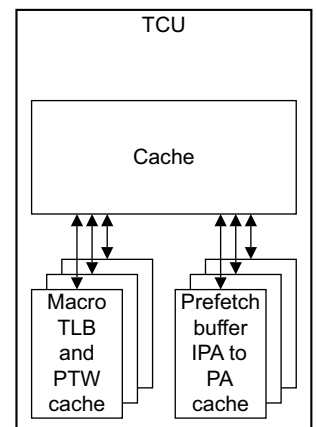 TCU
Cache
Macro
TLB
and
PTW
cache
Prefetch
buffer
IPA to
PA
cache